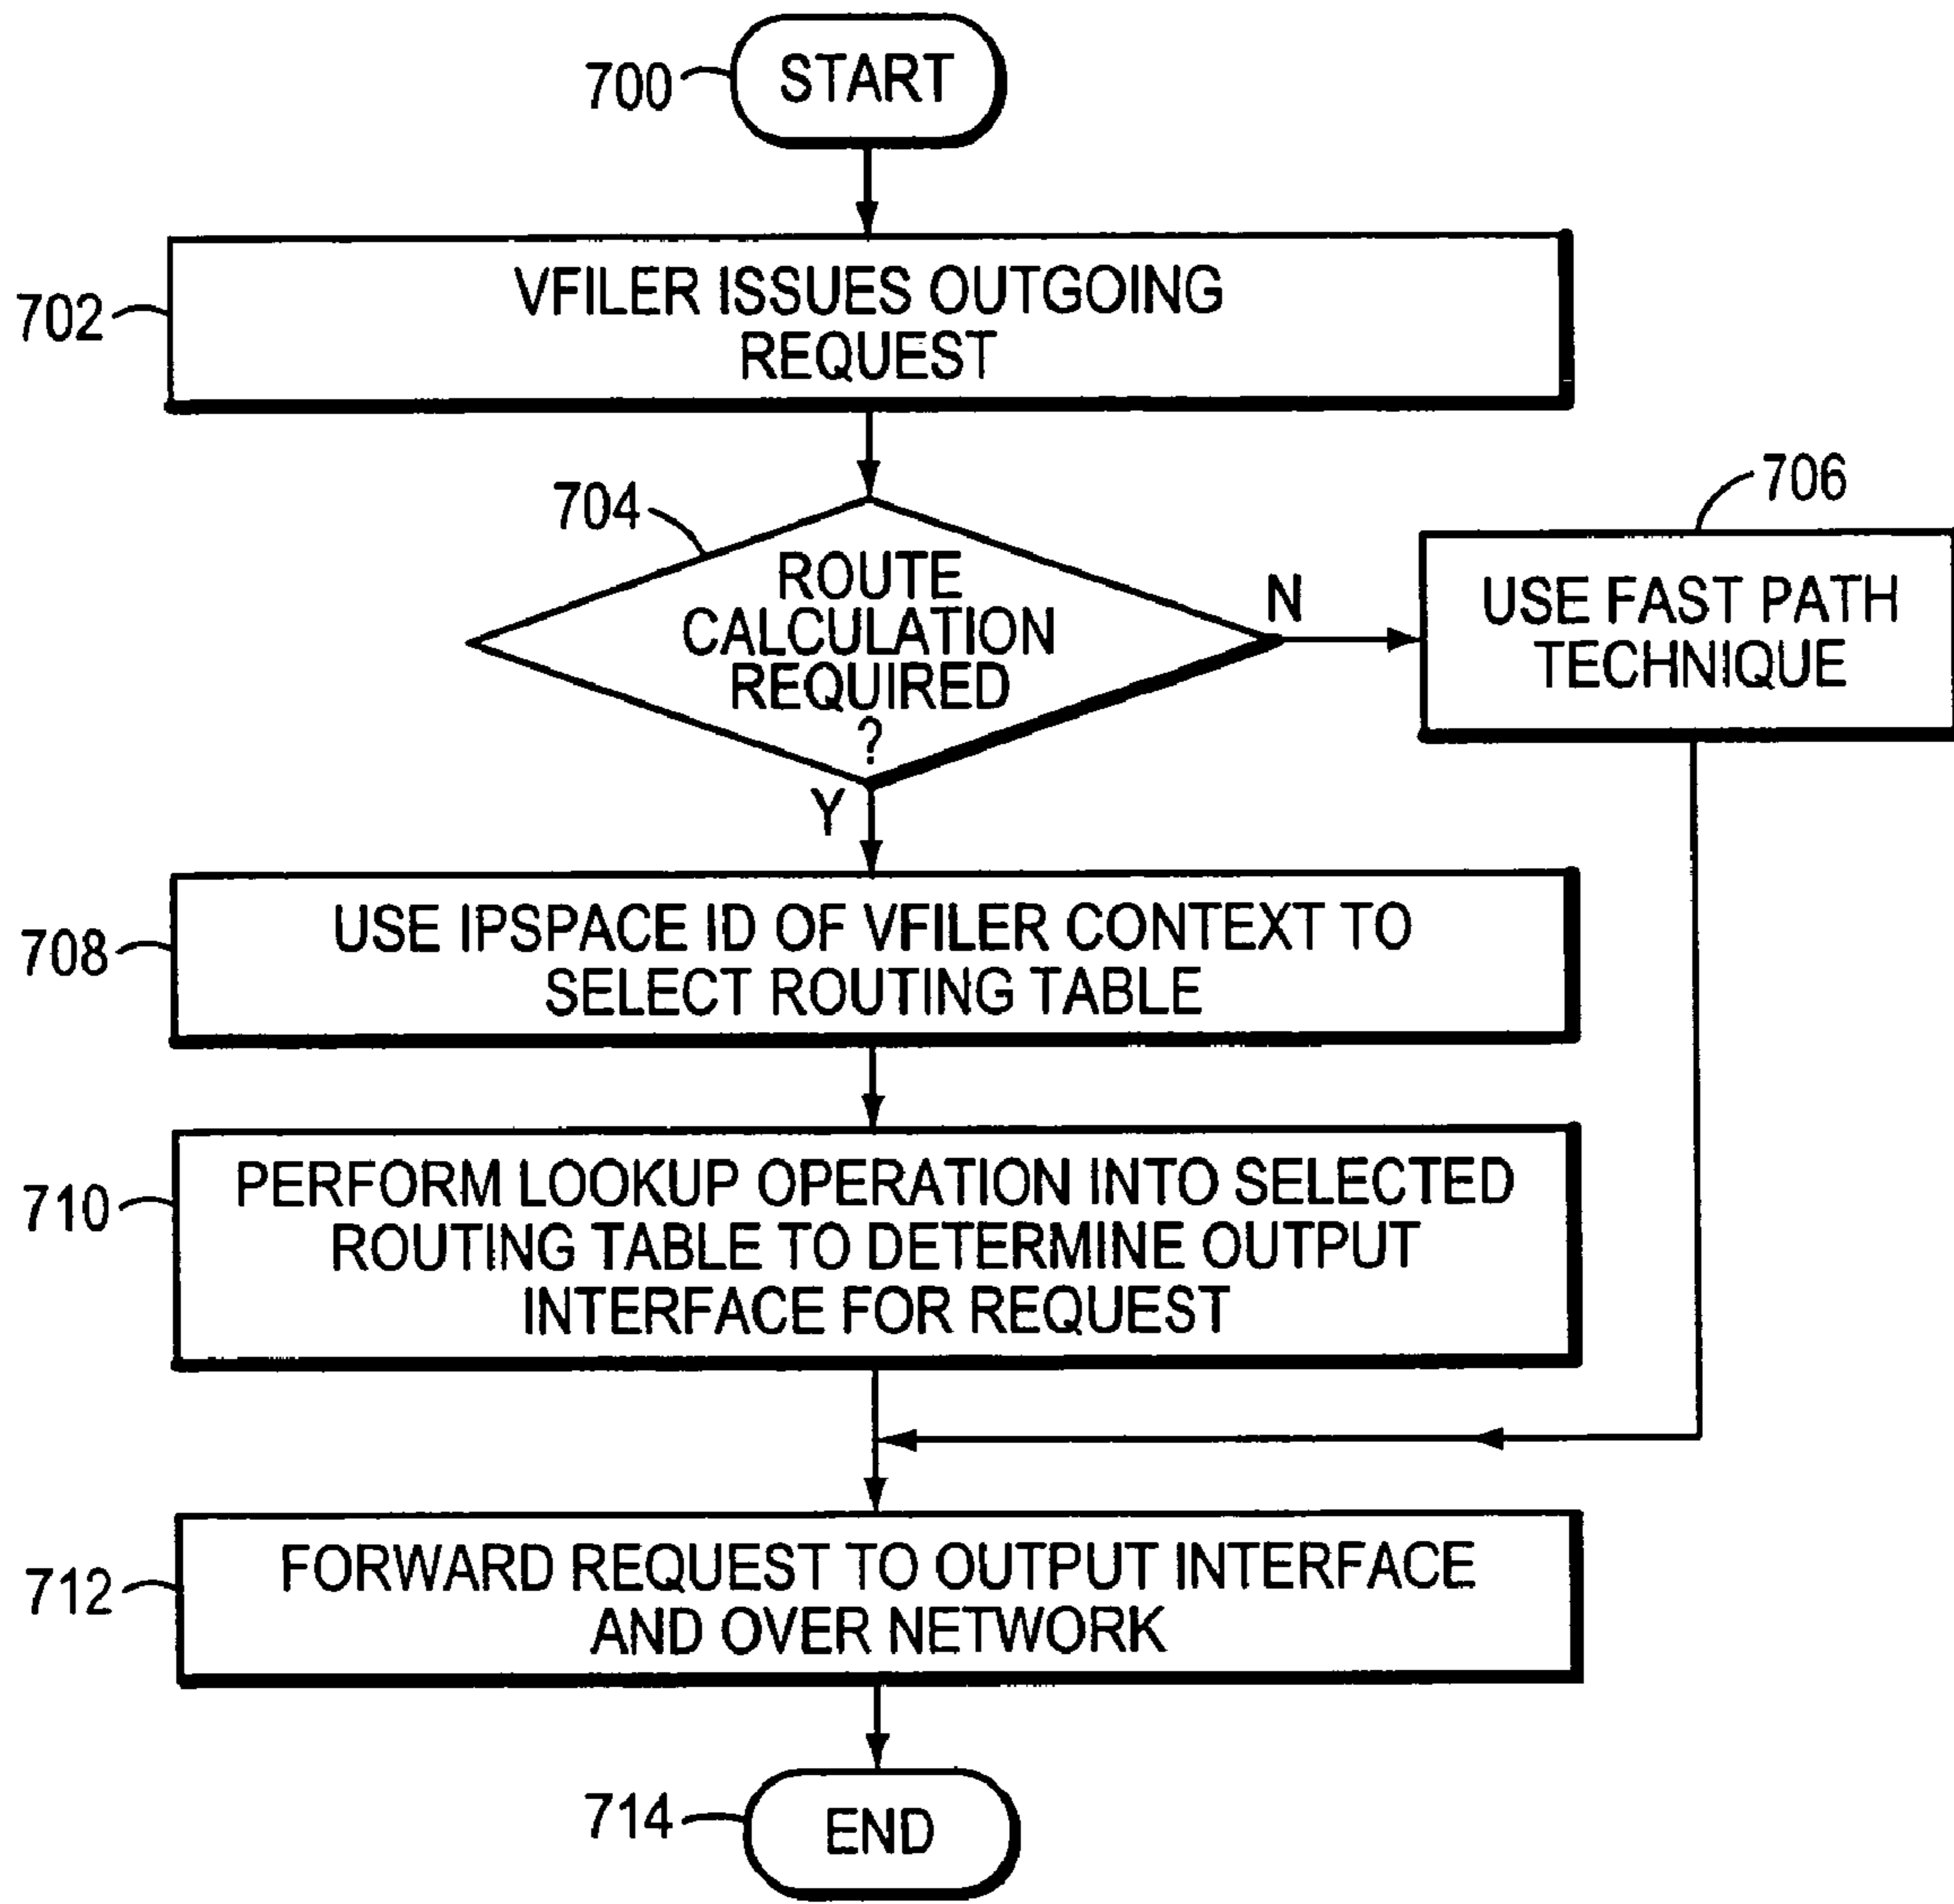 700
START
702
VFILER ISSUES OUTGOING
REQUEST
704
ROUTE
CALCULATION
REQUIRED
?
N
706
USE FAST PATH
TECHNIQUE
Y
708
USE IPSPACE ID OF VFILER CONTEXT TO
SELECT ROUTING TABLE
710
PERFORM LOOKUP OPERATION INTO SELECTED
ROUTING TABLE TO DETERMINE OUTPUT
INTERFACE FOR REQUEST
712
FORWARD REQUEST TO OUTPUT INTERFACE
AND OVER NETWORK
714
END